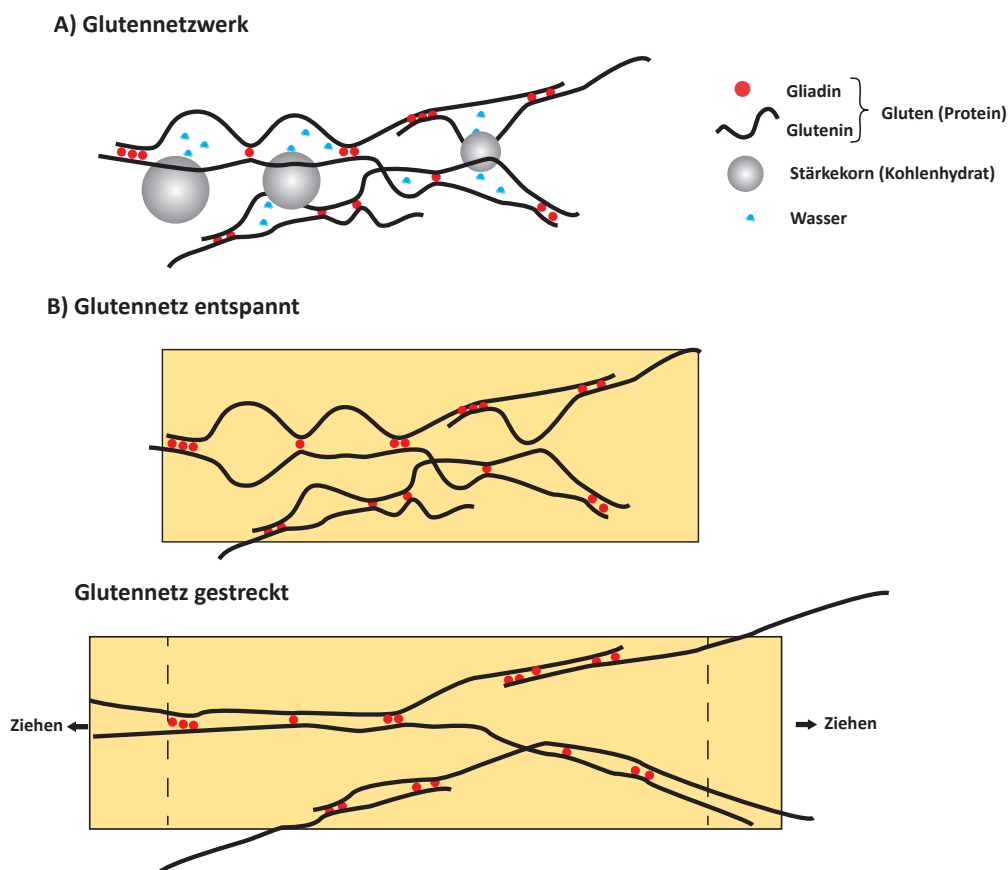 A) Glutennetzwerk
Gliadin
Glutenin
Gluten (Protein)
Stärkekorn (Kohlenhydrat)
Wasser
B) Glutennetz entspannt
Glutennetz gestreckt
Ziehen
Ziehen